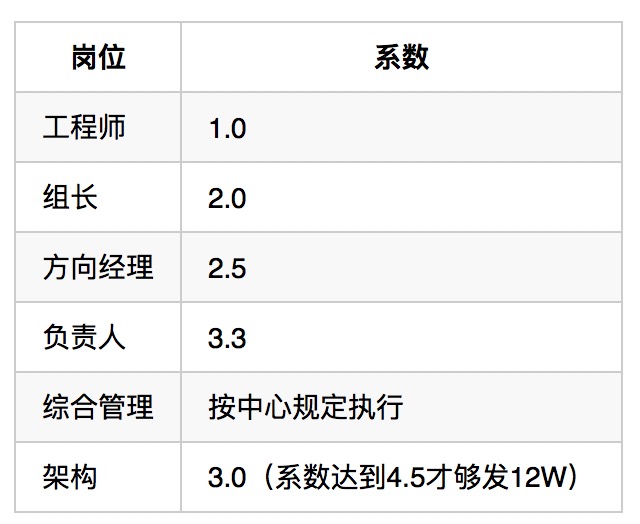 岗位 系数
工程师 1.0
组长 2.0
方向经理 2.5
负责人 3.3
综合管理 按中心规定执行
架构 3.0（系数达到4.5才够发12W）